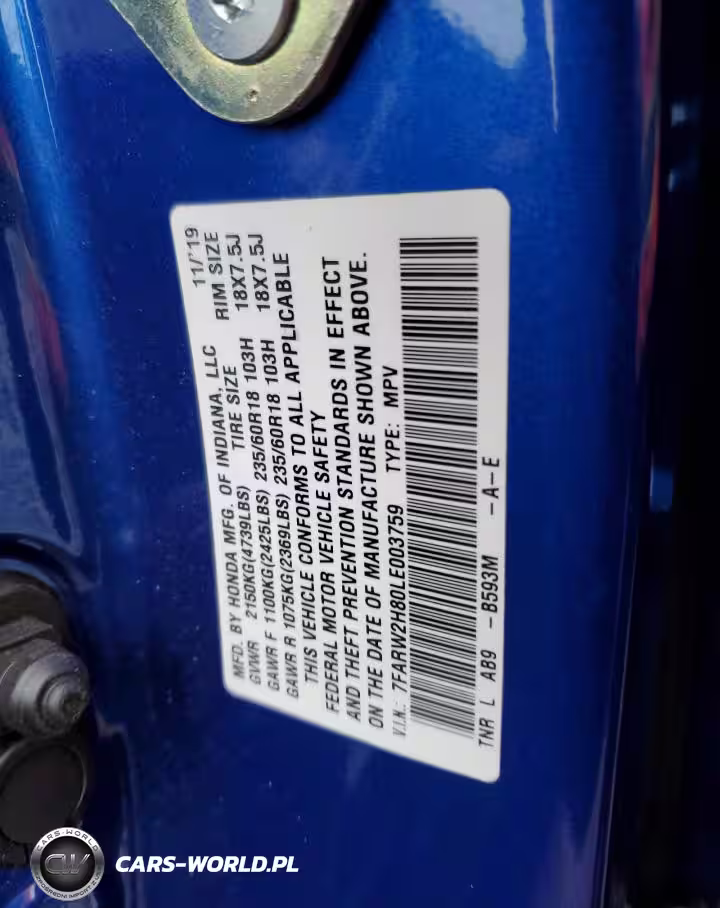 MFD. BY HONDA MFG. OF INDIANA, LLC 11/'19
GVWR 2150KG(4739LBS) TIRE SIZE RIM SIZE
GAWR F 1100KG(2425LBS) 235/60R18 103H 18X7.5J
GAWR R 1075KG(2369LBS) 235/60R18 103H 18X7.5J
THIS VEHICLE CONFORMS TO ALL APPLICABLE
FEDERAL MOTOR VEHICLE SAFETY
AND THEFT PREVENTION STANDARDS IN EFFECT
ON THE DATE OF MANUFACTURE SHOWN ABOVE.
V.I.N.: 7FARW2H80LE003759 TYPE: MPV
TNR L AB9 -B593M -A-E
CARS-WORLD
CW
CARS-WORLD.PL